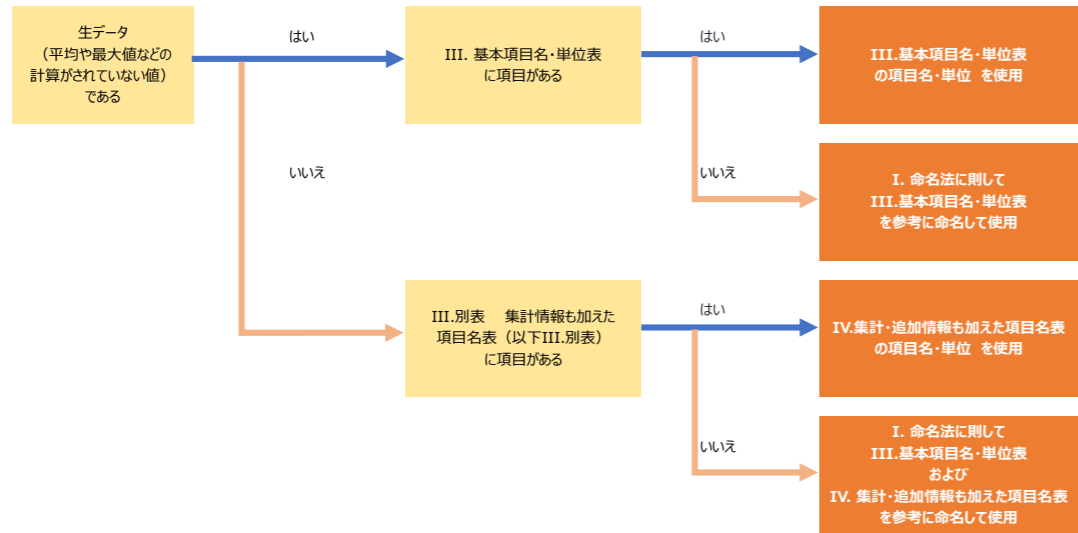 生データ
（平均や最大値などの
計算がされていない値）
である
はい
III. 基本項目名・単位表
に項目がある
はい
III.基本項目名・単位表
の項目名・単位 を使用
いいえ
いいえ
I. 命名法に則して
III.基本項目名・単位表
を参考に命名して使用
III.別表　集計情報も加えた
項目名表（以下III.別表）
に項目がある
はい
IV.集計・追加情報も加えた項目名表
の項目名・単位 を使用
いいえ
I. 命名法に則して
III.基本項目名・単位表
および
IV. 集計・追加情報も加えた項目名表
を参考に命名して使用